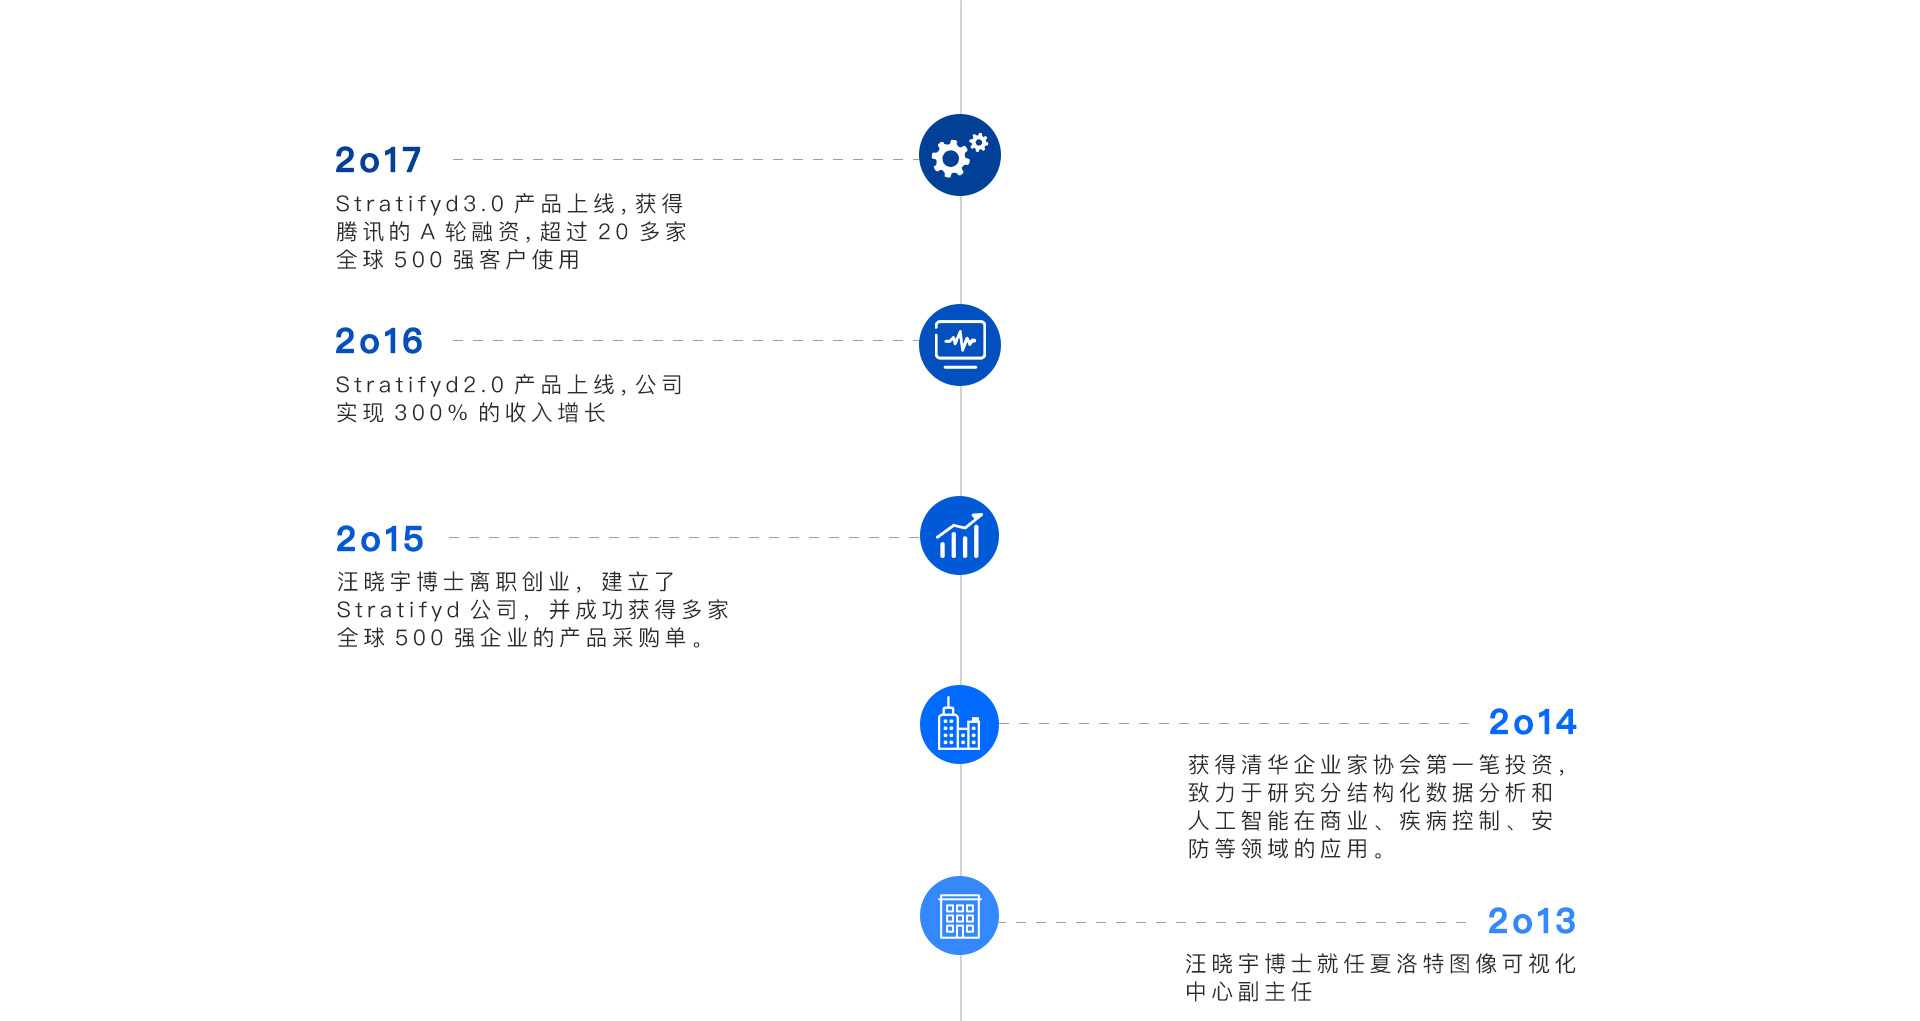 2o17
Stratifyd3.0 产品上线,获得
腾讯的 A 轮融资,超过 20 多家
全球 500 强客户使用
2o16
Stratifyd2.0 产品上线,公司
实现 300% 的收入增长
2o15
汪晓宇博士离职创业，建立了
Stratifyd 公司，并成功获得多家
全球 500 强企业的产品采购单。
2o14
获得清华企业家协会第一笔投资，
致力于研究分结构化数据分析和
人工智能在商业、疾病控制、安
防等领域的应用。
2o13
汪晓宇博士就任夏洛特图像可视化
中心副主任